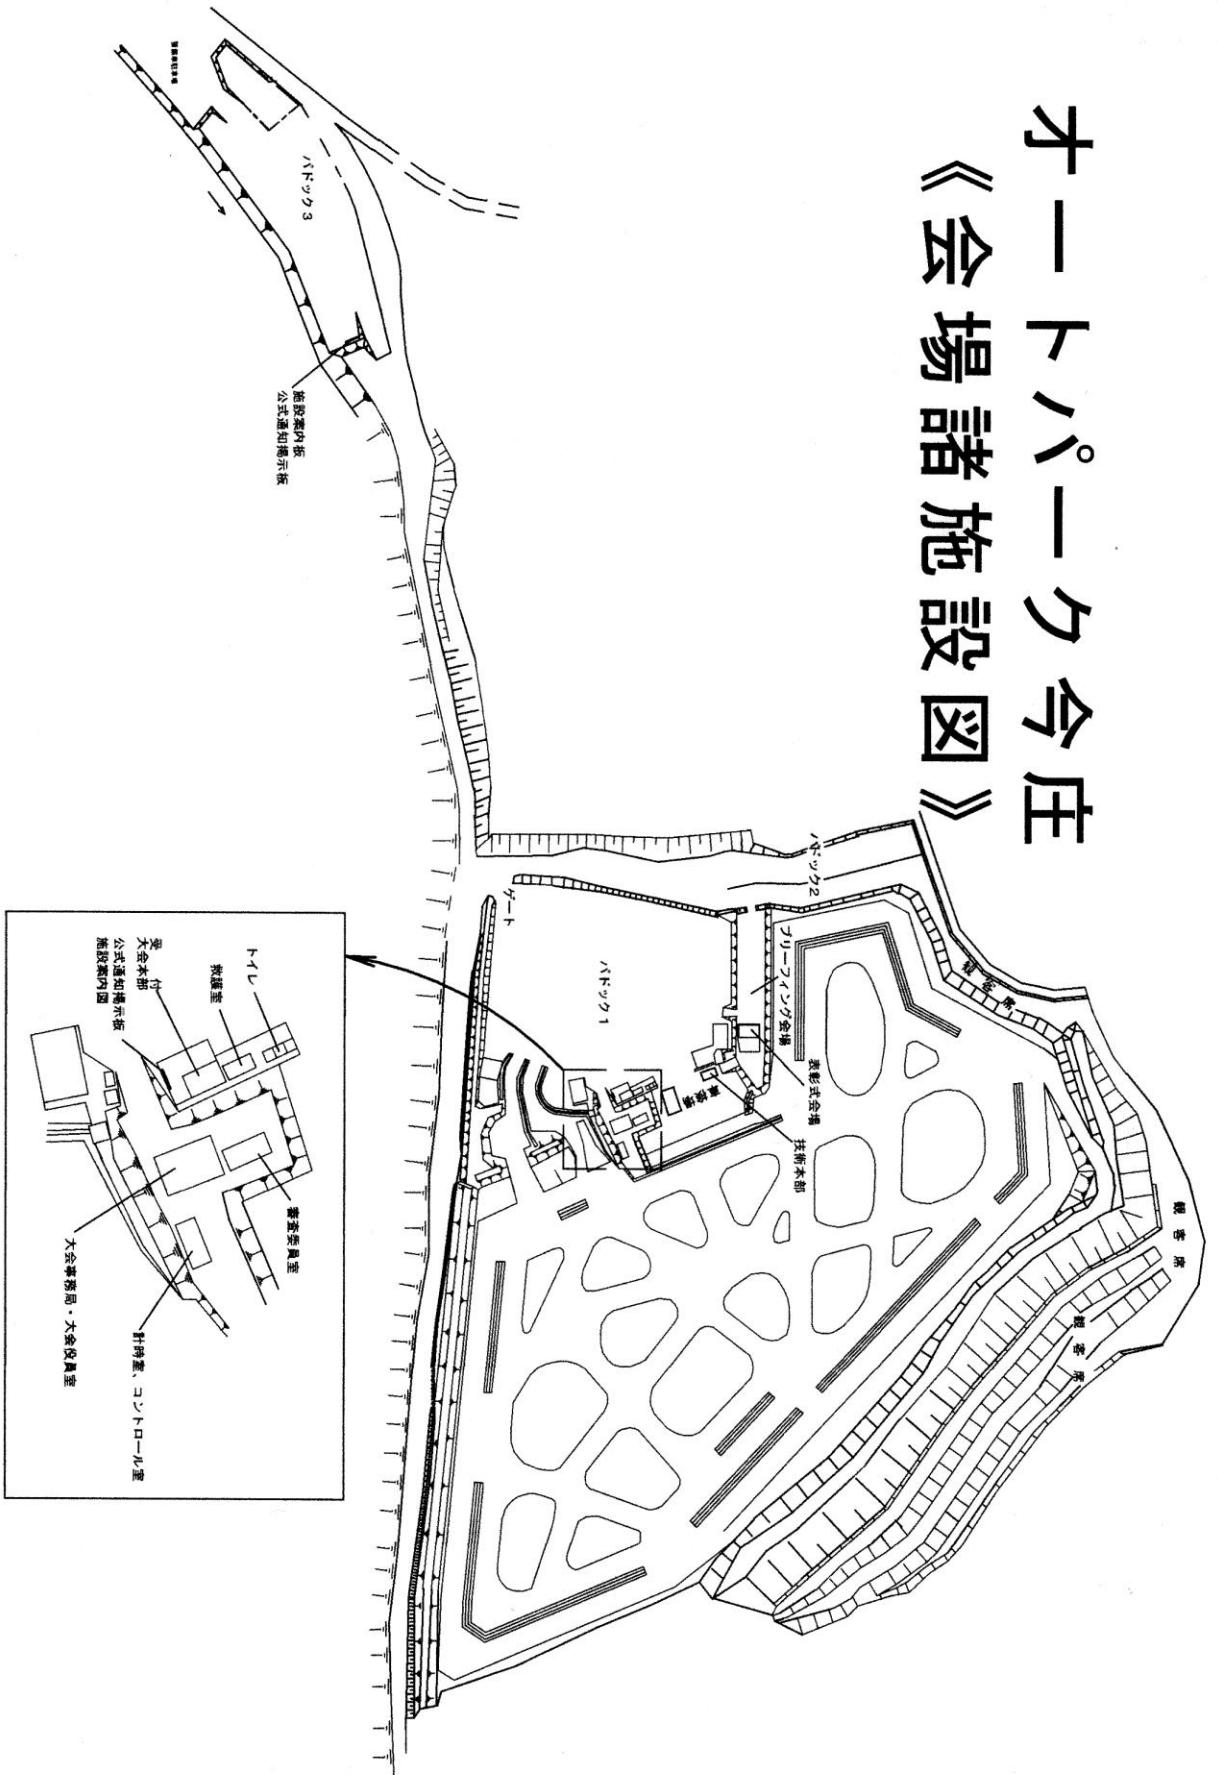 オートパーク今庄
《会場諸施設図》
パドック3
施設案内板
公式通知掲示板
パドック2
ゲート
パドック1
ブリーフィング会場
表彰式会場
技術本部
車検場
観客席
観客席
観客席
トイレ
救護室
受付
大会本部
公式通知掲示板
施設案内図
審査委員室
計時室、コントロール室
大会事務局・大会役員室